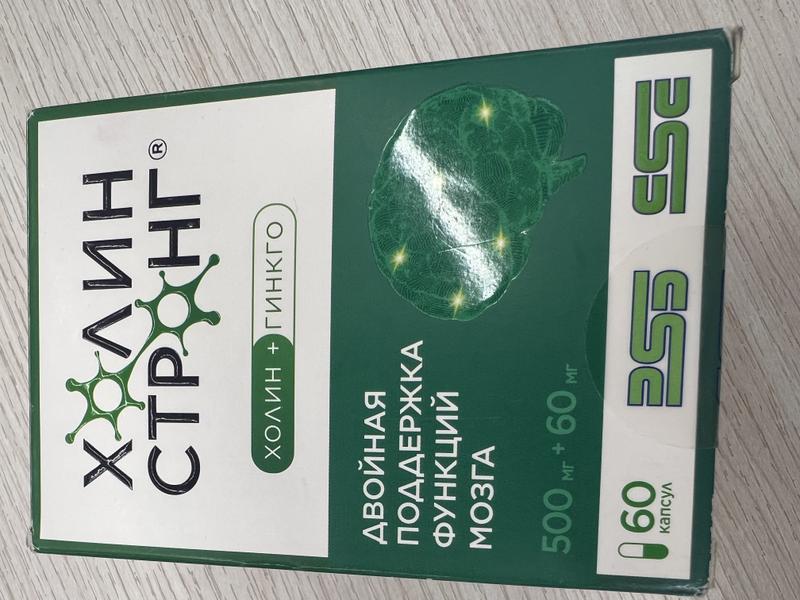 ХОЛИН
СТРОНГ®
ХОЛИН + ГИНКГО
ДВОЙНАЯ
ПОДДЕРЖКА
ФУНКЦИЙ
МОЗГА
500 мг + 60 мг
60
капсул